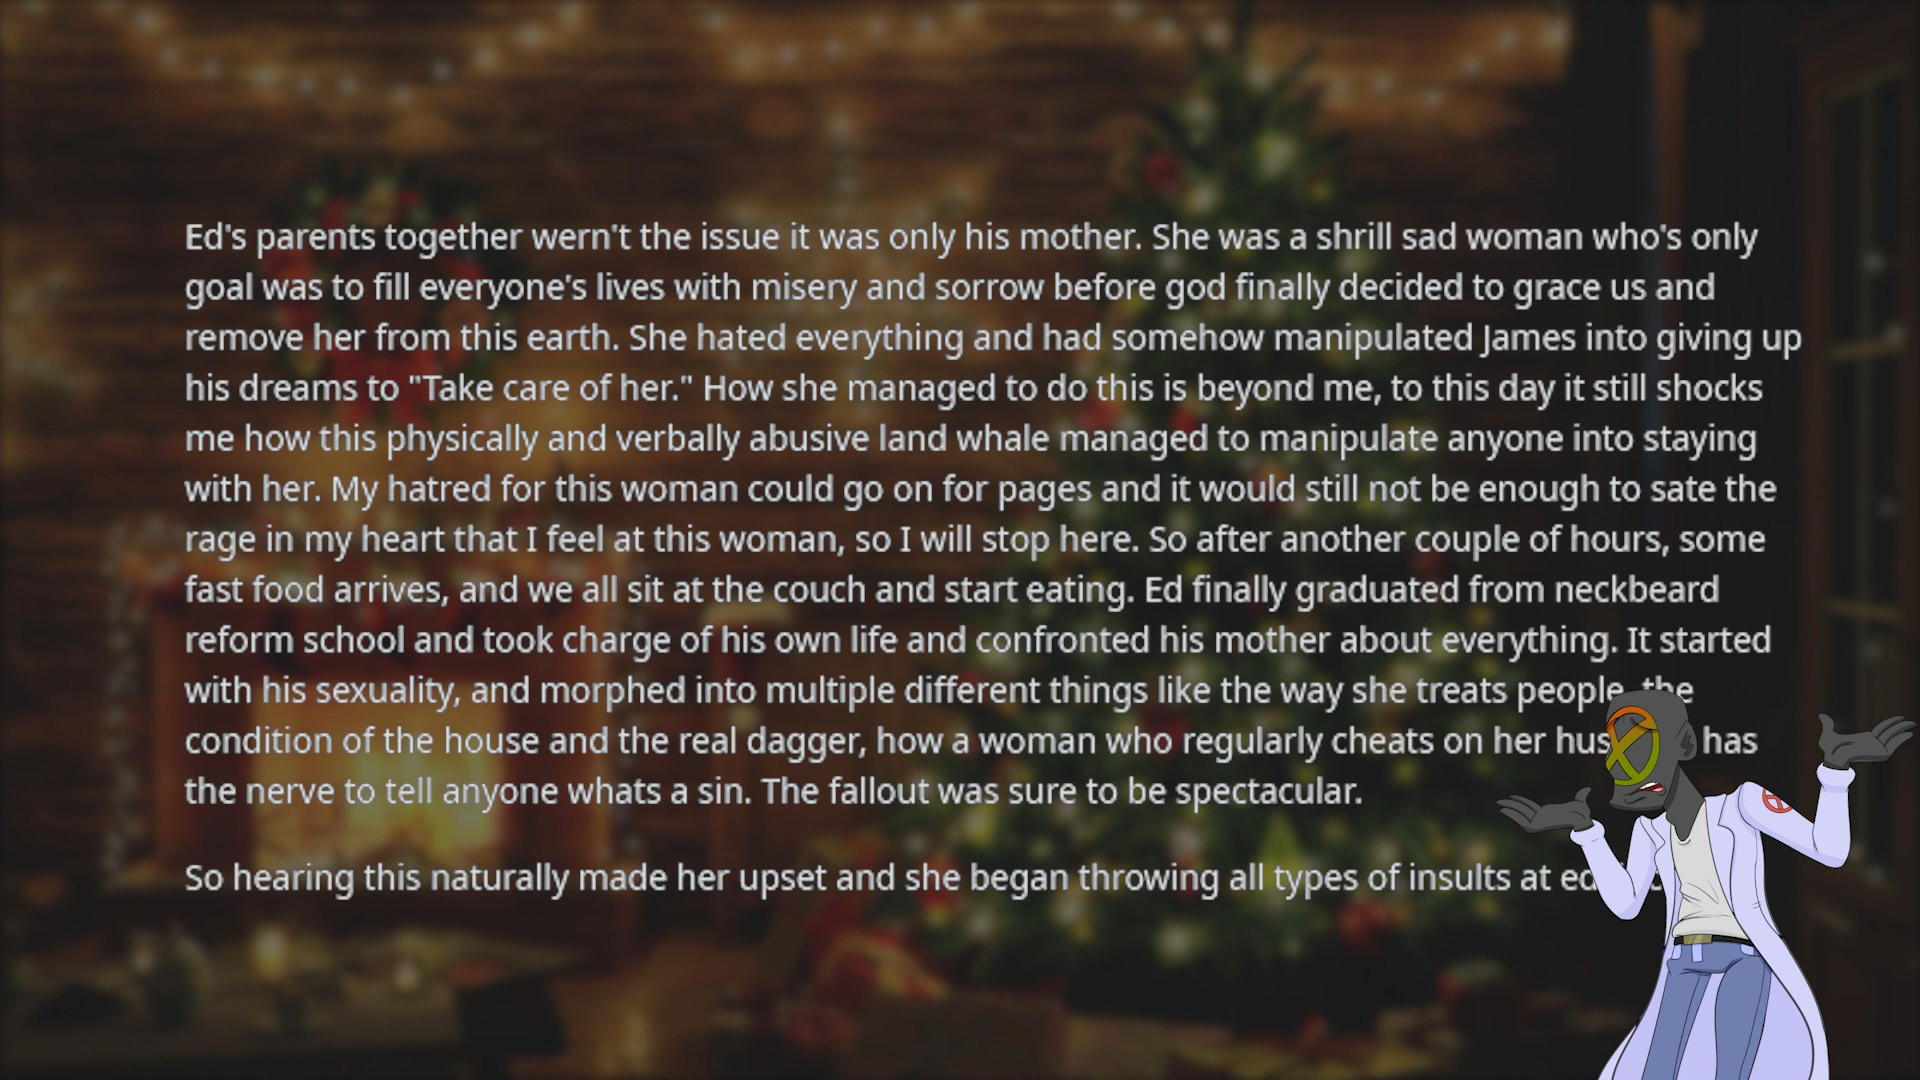 Ed's parents together wern't the issue it was only his mother. She was a shrill sad woman who's only
goal was to fill everyone's lives with misery and sorrow before god finally decided to grace us and
remove her from this earth. She hated everything and had somehow manipulated James into giving up
his dreams to "Take care of her." How she managed to do this is beyond me, to this day it still shocks
me how this physically and verbally abusive land whale managed to manipulate anyone into staying
with her. My hatred for this woman could go on for pages and it would still not be enough to sate the
rage in my heart that I feel at this woman, so I will stop here. So after another couple of hours, some
fast food arrives, and we all sit at the couch and start eating. Ed finally graduated from neckbeard
reform school and took charge of his own life and confronted his mother about everything. It started
with his sexuality, and morphed into multiple different things like the way she treats people, the
condition of the house and the real dagger, how a woman who regularly cheats on her has
the nerve to tell anyone whats a sin. The fallout was sure to be spectacular.
So hearing this naturally made her upset and she began throwing all types of insults at ed